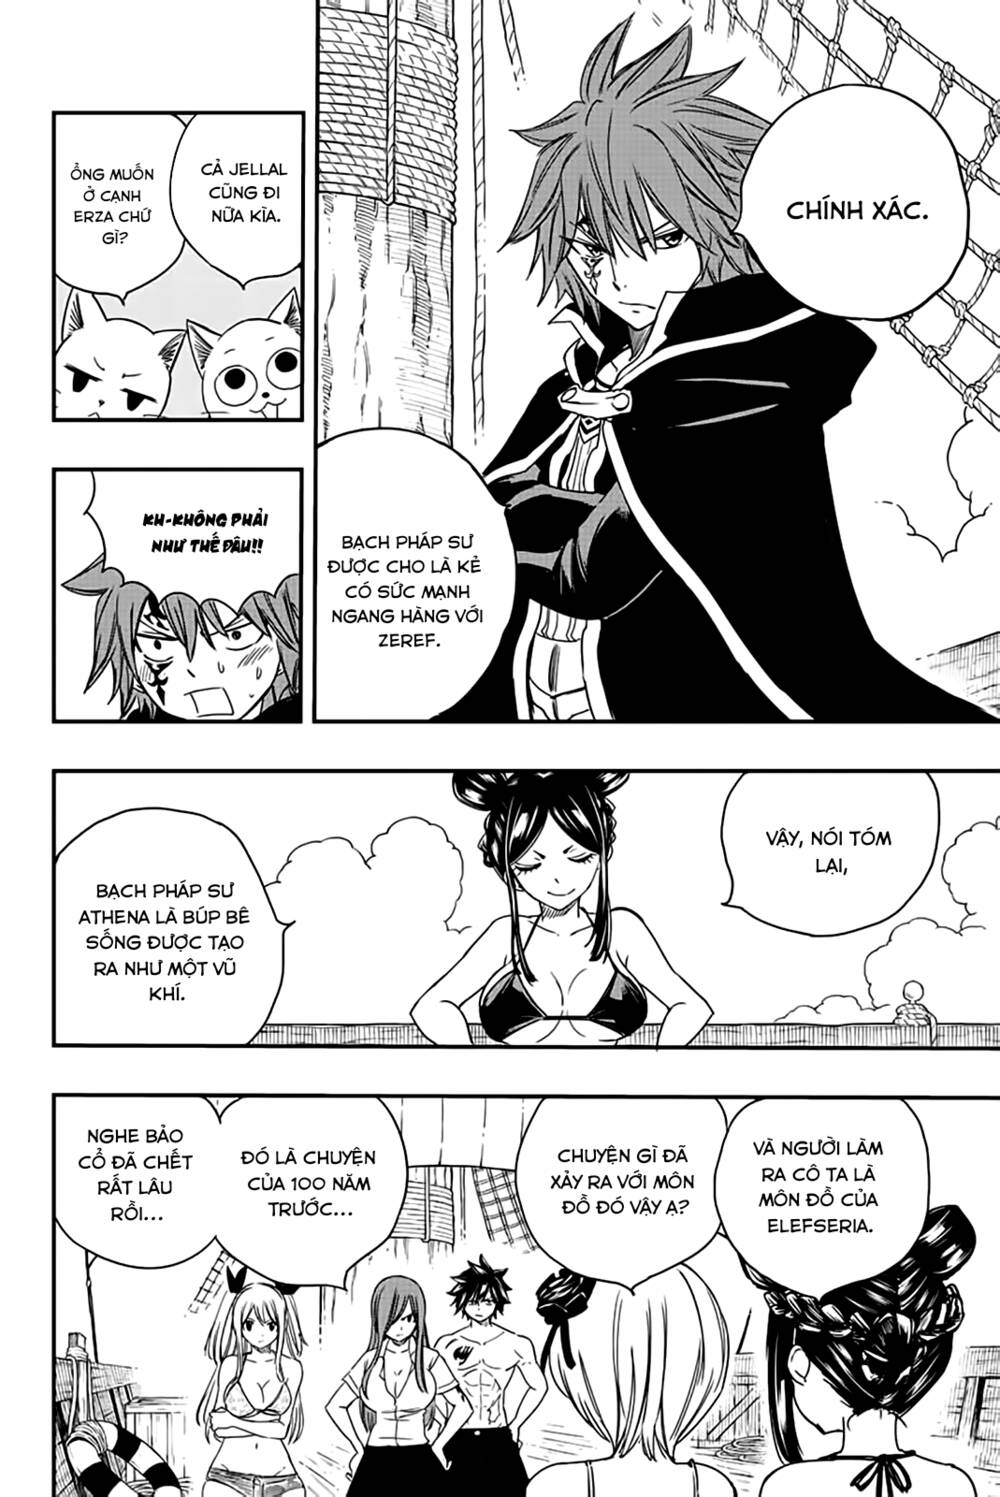 CHÍNH XÁC.
BẠCH PHÁP SƯ
ĐƯỢC CHO LÀ KẺ
CÓ SỨC MẠNH
NGANG HÀNG VỚI
ZEREF.
CẢ JELLAL
CŨNG ĐI
NỮA KÌA.
ỔNG MUỐN
Ở CẠNH
ERZA CHỨ
GÌ?
KH-KHÔNG PHẢI
NHƯ THẾ ĐÂU!!
VẬY, NÓI TÓM
LẠI,
BẠCH PHÁP SƯ
ATHENA LÀ BÚP BÊ
SỐNG ĐƯỢC TẠO
RA NHƯ MỘT VŨ
KHÍ.
VÀ NGƯỜI LÀM
RA CÔ TA LÀ
MÔN ĐỒ CỦA
ELEFSERIA.
CHUYỆN GÌ ĐÃ
XẢY RA VỚI MÔN
ĐỒ ĐÓ VẬY Ạ?
ĐÓ LÀ CHUYỆN
CỦA 100 NĂM
TRƯỚC...
NGHE BẢO
CỔ ĐÃ CHẾT
RẤT LÂU
RỒI...